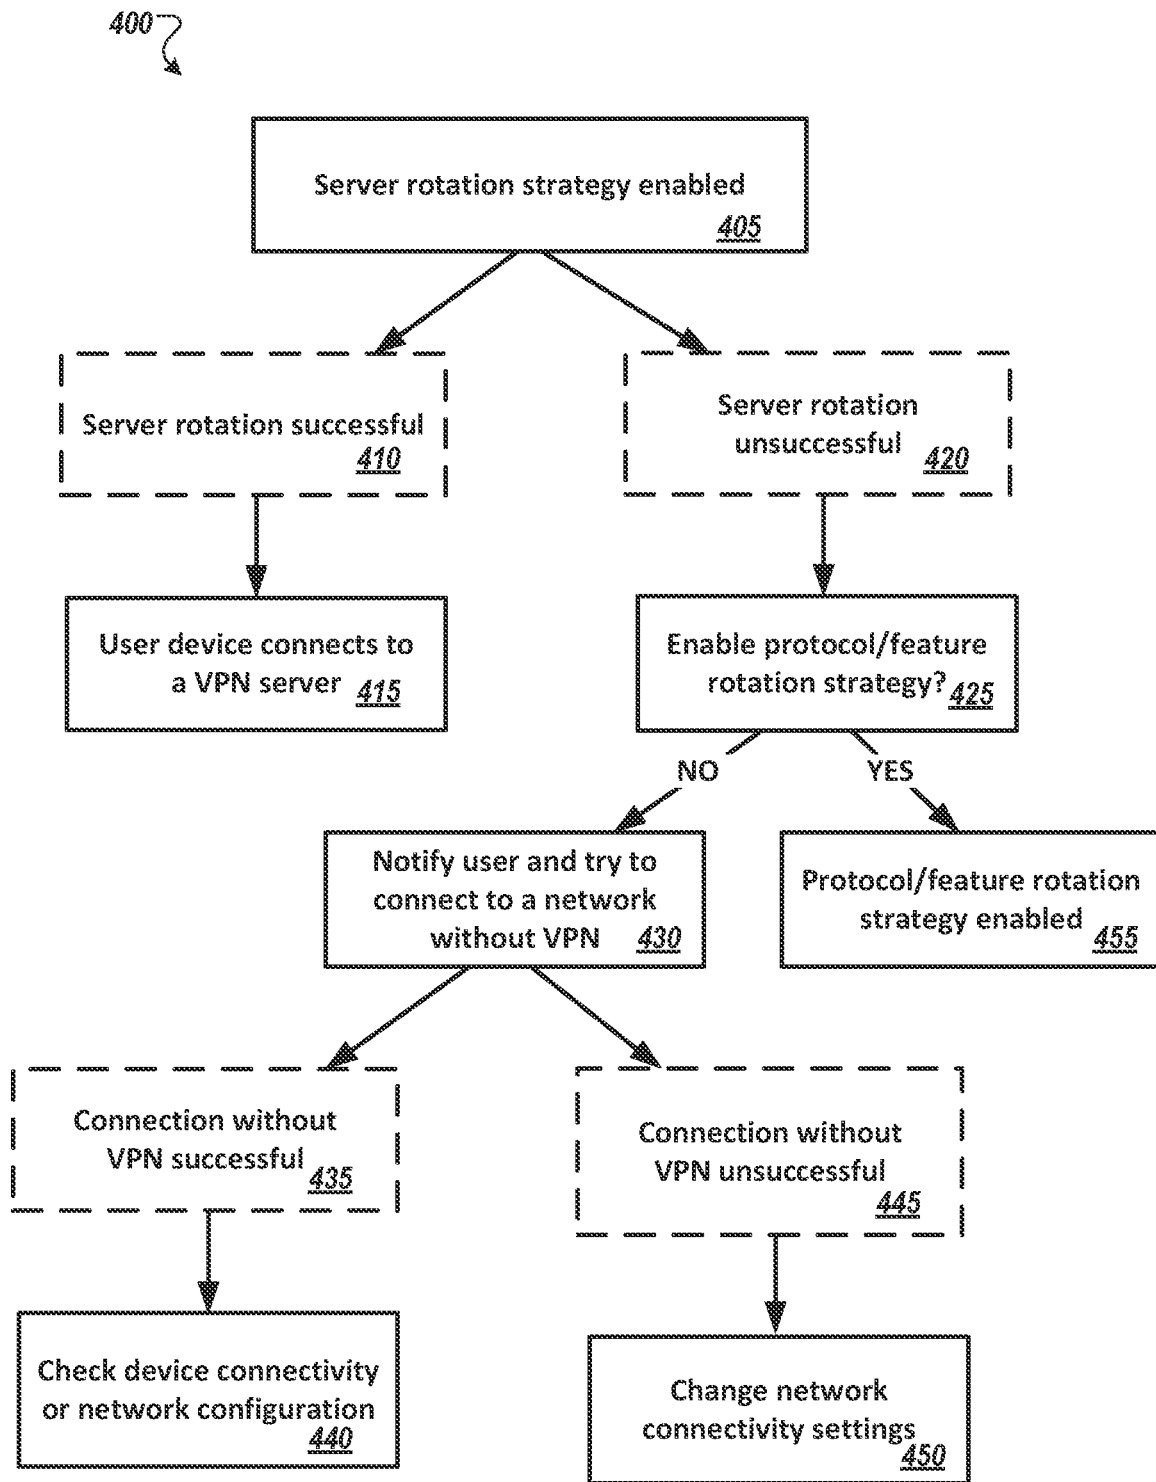 400
Server rotation strategy enabled
405
Server rotation successful
410
Server rotation
unsuccessful
420
User device connects to
a VPN server
415
Enable protocol/feature
rotation strategy?
425
NO
YES
Notify user and try to
connect to a network
without VPN
430
Protocol/feature rotation
strategy enabled
455
Connection without
VPN successful
435
Connection without
VPN unsuccessful
445
Check device connectivity
or network configuration
440
Change network
connectivity settings
450